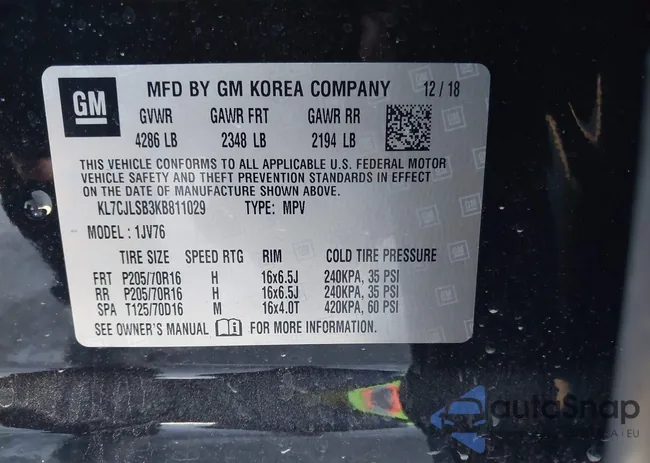 GM
MFD BY GM KOREA COMPANY 12/18
GVWR GAWR FRT GAWR RR
4286 LB 2348 LB 2194 LB
THIS VEHICLE CONFORMS TO ALL APPLICABLE U.S. FEDERAL MOTOR
VEHICLE SAFETY AND THEFT PREVENTION STANDARDS IN EFFECT
ON THE DATE OF MANUFACTURE SHOWN ABOVE.
KL7CJLSB3KB811029 TYPE: MPV
MODEL: 1JV76
TIRE SIZE SPEED RTG RIM COLD TIRE PRESSURE
FRT P205/70R16 H 16x6.5J 240KPA, 35 PSI
RR P205/70R16 H 16x6.5J 240KPA, 35 PSI
SPA T125/70D16 M 16x4.0T 420KPA, 60 PSI
SEE OWNER'S MANUAL FOR MORE INFORMATION.
autoSnap
EU